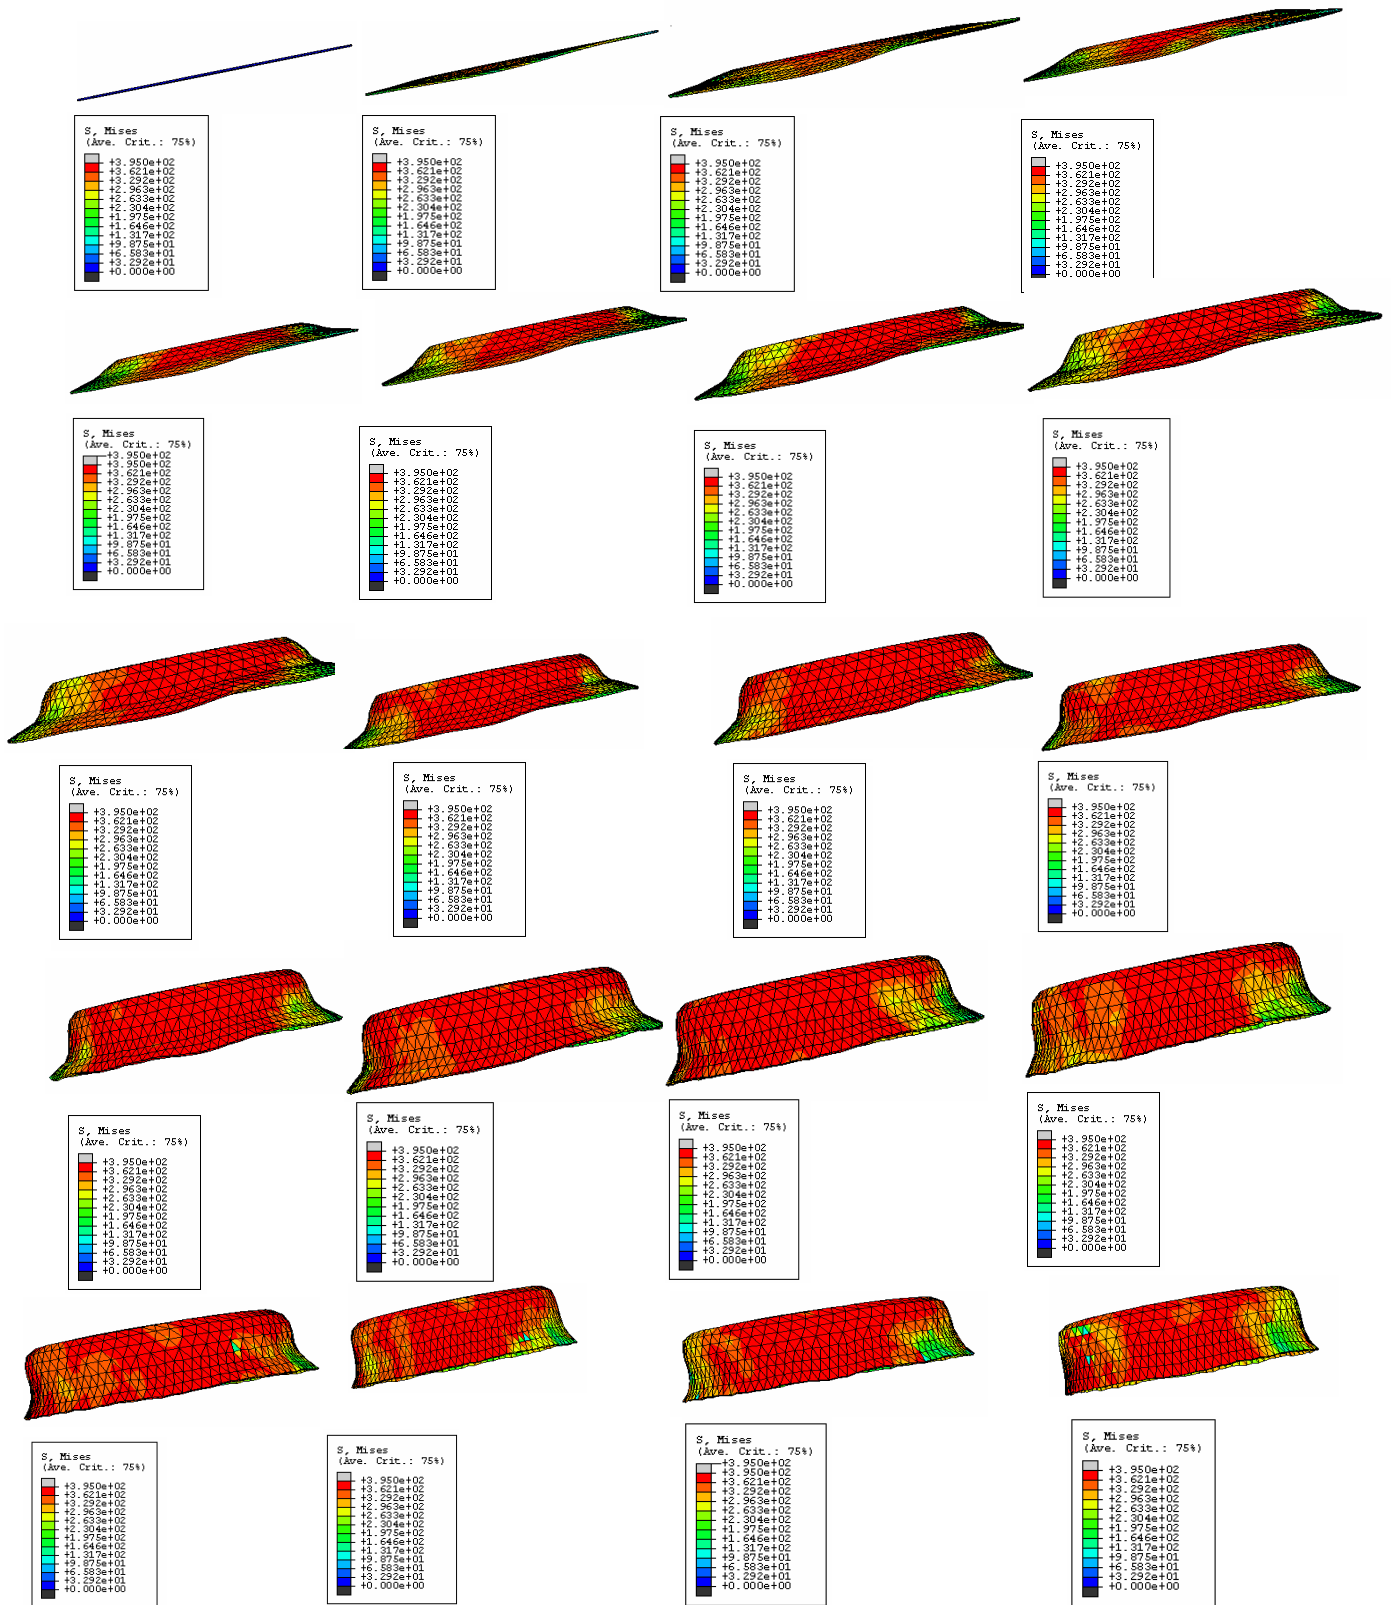 S, Mises
(Ave. Crit.: 75%)
+3.950e+02
+3.621e+02
+3.292e+02
+2.963e+02
+2.633e+02
+2.304e+02
+1.975e+02
+1.646e+02
+1.317e+02
+9.875e+01
+6.583e+01
+3.292e+01
+0.000e+00
S, Mises
(Ave. Crit.: 75%)
+3.950e+02
+3.621e+02
+3.292e+02
+2.963e+02
+2.633e+02
+2.304e+02
+1.975e+02
+1.646e+02
+1.317e+02
+9.875e+01
+6.583e+01
+3.292e+01
+0.000e+00
S, Mises
(Ave. Crit.: 75%)
+3.950e+02
+3.621e+02
+3.292e+02
+2.963e+02
+2.633e+02
+2.304e+02
+1.975e+02
+1.646e+02
+1.317e+02
+9.875e+01
+6.583e+01
+3.292e+01
+0.000e+00
S, Mises
(Ave. Crit.: 75%)
+3.950e+02
+3.621e+02
+3.292e+02
+2.963e+02
+2.633e+02
+2.304e+02
+1.975e+02
+1.646e+02
+1.317e+02
+9.875e+01
+6.583e+01
+3.292e+01
+0.000e+00
S, Mises
(Ave. Crit.: 75%)
+3.950e+02
+3.950e+02
+3.621e+02
+3.292e+02
+2.963e+02
+2.633e+02
+2.304e+02
+1.975e+02
+1.646e+02
+1.317e+02
+9.875e+01
+6.583e+01
+3.292e+01
+0.000e+00
S, Mises
(Ave. Crit.: 75%)
+3.950e+02
+3.621e+02
+3.292e+02
+2.963e+02
+2.633e+02
+2.304e+02
+1.975e+02
+1.646e+02
+1.317e+02
+9.875e+01
+6.583e+01
+3.292e+01
+0.000e+00
S, Mises
(Ave. Crit.: 75%)
+3.950e+02
+3.621e+02
+3.292e+02
+2.963e+02
+2.633e+02
+2.304e+02
+1.975e+02
+1.646e+02
+1.317e+02
+9.875e+01
+6.583e+01
+3.292e+01
+0.000e+00
S, Mises
(Ave. Crit.: 75%)
+3.950e+02
+3.621e+02
+3.292e+02
+2.963e+02
+2.633e+02
+2.304e+02
+1.975e+02
+1.646e+02
+1.317e+02
+9.875e+01
+6.583e+01
+3.292e+01
+0.000e+00
S, Mises
(Ave. Crit.: 75%)
+3.950e+02
+3.621e+02
+3.292e+02
+2.963e+02
+2.633e+02
+2.304e+02
+1.975e+02
+1.646e+02
+1.317e+02
+9.875e+01
+6.583e+01
+3.292e+01
+0.000e+00
S, Mises
(Ave. Crit.: 75%)
+3.950e+02
+3.621e+02
+3.292e+02
+2.963e+02
+2.633e+02
+2.304e+02
+1.975e+02
+1.646e+02
+1.317e+02
+9.875e+01
+6.583e+01
+3.292e+01
+0.000e+00
S, Mises
(Ave. Crit.: 75%)
+3.950e+02
+3.621e+02
+3.292e+02
+2.963e+02
+2.633e+02
+2.304e+02
+1.975e+02
+1.646e+02
+1.317e+02
+9.875e+01
+6.583e+01
+3.292e+01
+0.000e+00
S, Mises
(Ave. Crit.: 75%)
+3.950e+02
+3.621e+02
+3.292e+02
+2.963e+02
+2.633e+02
+2.304e+02
+1.975e+02
+1.646e+02
+1.317e+02
+9.875e+01
+6.583e+01
+3.292e+01
+0.000e+00
S, Mises
(Ave. Crit.: 75%)
+3.950e+02
+3.621e+02
+3.292e+02
+2.963e+02
+2.633e+02
+2.304e+02
+1.975e+02
+1.646e+02
+1.317e+02
+9.875e+01
+6.583e+01
+3.292e+01
+0.000e+00
S, Mises
(Ave. Crit.: 75%)
+3.950e+02
+3.621e+02
+3.292e+02
+2.963e+02
+2.633e+02
+2.304e+02
+1.975e+02
+1.646e+02
+1.317e+02
+9.875e+01
+6.583e+01
+3.292e+01
+0.000e+00
S, Mises
(Ave. Crit.: 75%)
+3.950e+02
+3.621e+02
+3.292e+02
+2.963e+02
+2.633e+02
+2.304e+02
+1.975e+02
+1.646e+02
+1.317e+02
+9.875e+01
+6.583e+01
+3.292e+01
+0.000e+00
S, Mises
(Ave. Crit.: 75%)
+3.950e+02
+3.621e+02
+3.292e+02
+2.963e+02
+2.633e+02
+2.304e+02
+1.975e+02
+1.646e+02
+1.317e+02
+9.875e+01
+6.583e+01
+3.292e+01
+0.000e+00
S, Mises
(Ave. Crit.: 75%)
+3.950e+02
+3.621e+02
+3.292e+02
+2.963e+02
+2.633e+02
+2.304e+02
+1.975e+02
+1.646e+02
+1.317e+02
+9.875e+01
+6.583e+01
+3.292e+01
+0.000e+00
S, Mises
(Ave. Crit.: 75%)
+3.950e+02
+3.621e+02
+3.292e+02
+2.963e+02
+2.633e+02
+2.304e+02
+1.975e+02
+1.646e+02
+1.317e+02
+9.875e+01
+6.583e+01
+3.292e+01
+0.000e+00
S, Mises
(Ave. Crit.: 75%)
+3.950e+02
+3.950e+02
+3.621e+02
+3.292e+02
+2.963e+02
+2.633e+02
+2.304e+02
+1.975e+02
+1.646e+02
+1.317e+02
+9.875e+01
+6.583e+01
+3.292e+01
+0.000e+00
S, Mises
(Ave. Crit.: 75%)
+3.950e+02
+3.621e+02
+3.292e+02
+2.963e+02
+2.633e+02
+2.304e+02
+1.975e+02
+1.646e+02
+1.317e+02
+9.875e+01
+6.583e+01
+3.292e+01
+0.000e+00